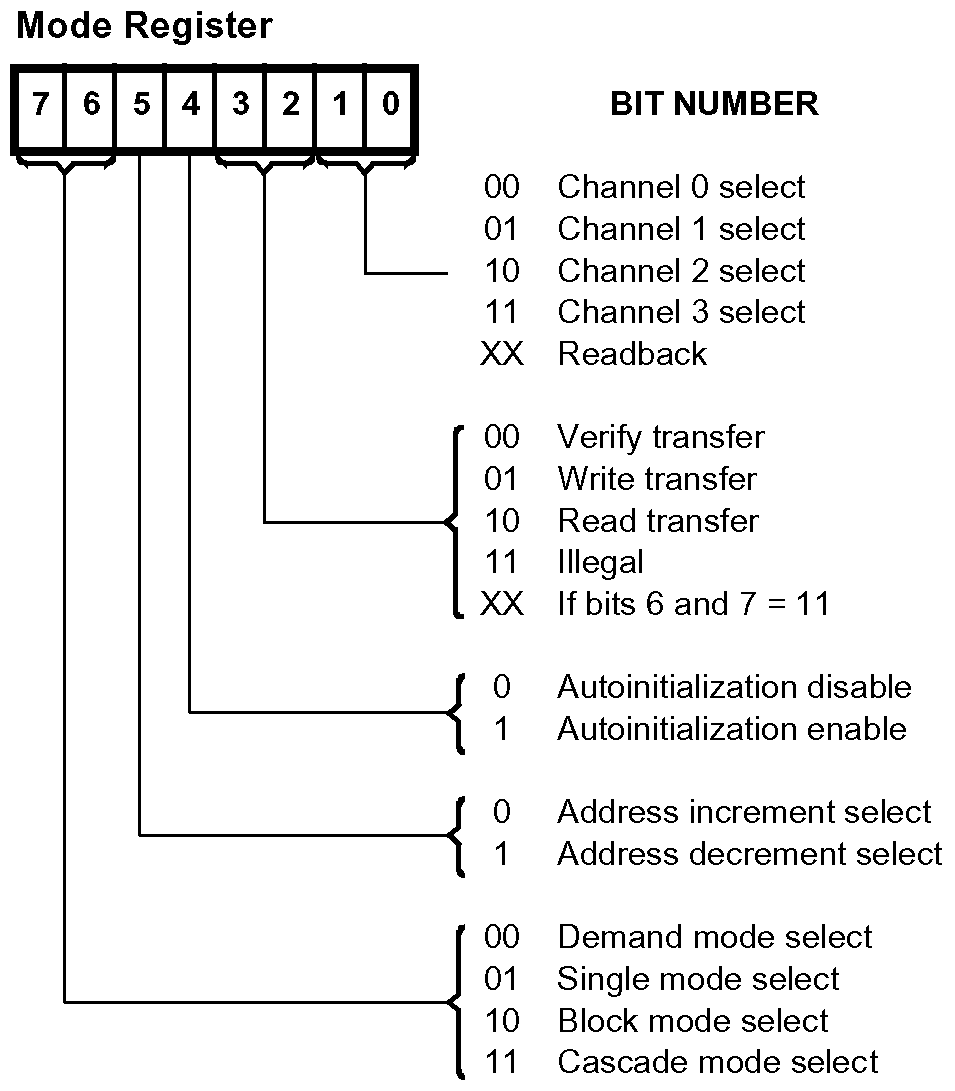 Mode Register
7 6 5 4 3 2 1 0 BIT NUMBER
00 Channel 0 select
01 Channel 1 select
10 Channel 2 select
11 Channel 3 select
XX Readback
00 Verify transfer
01 Write transfer
10 Read transfer
11 Illegal
XX If bits 6 and 7 = 11
0 Autoinitialization disable
1 Autoinitialization enable
0 Address increment select
1 Address decrement select
00 Demand mode select
01 Single mode select
10 Block mode select
11 Cascade mode select